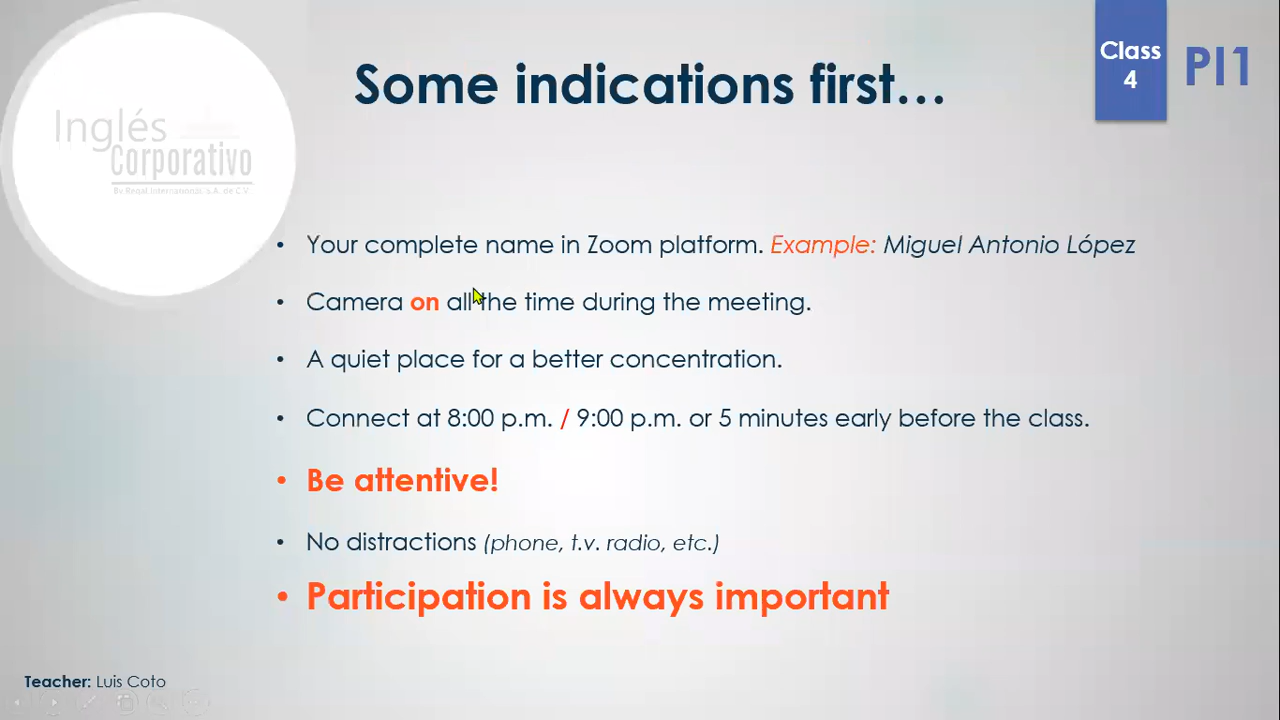 Some indications first...
Class
4
PI1
Inglés
Corporativo
• Your complete name in Zoom platform. Example: Miguel Antonio López
• Camera on all the time during the meeting.
• A quiet place for a better concentration.
• Connect at 8:00 p.m. / 9:00 p.m. or 5 minutes early before the class.
• Be attentive!
• No distractions (phone, t.v. radio, etc.)
• Participation is always important
Teacher: Luis Coto